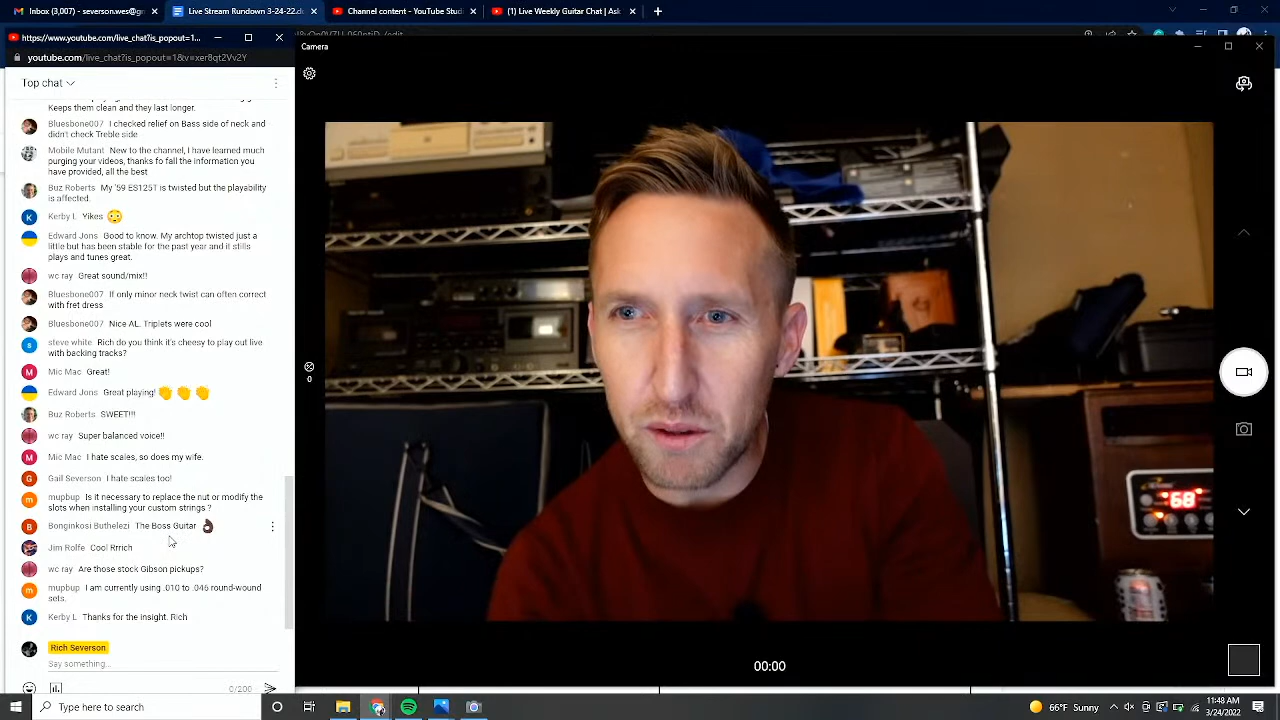 Inbox (3,007) - sevensonwes@gn
Live Stream Rundown 3-24-22.d
Channel content - YouTube Studi
(1) Live Weekly Guitar Chat | Ask
https://www.youtube.com/live_chat?is_popout=1...
youtube.com/live_chat?is_popout=1&v=xer8qt2Vv2Y
Camera
Top chat
Keeps them clean and they last longer.
Bluesbone007 I checked relief on Bass side of neck and
didn't check Treble side
Mobile Mutant New to the channel, I have learned much
purging your videos, thanks fo fall the information you
have provided, all the best
Buz Roberts My '59 ES125T is twisted but the playability
is affected.
Kerby L Yikes 😳
Edward Jons Good to know. My archtop twisted just a
little but has been stable for the past year and it stills
plays and tunes great.
wc ray Great sound/mix!!
Bluesbone007 If only minor neck twist can often correct
with fret dress
Bluesbone007 Nice AL. Triplets were cool
steve white Rich do you think it's cheesy to play out live
with backing tracks?
Mic Mac Great!
Edward Jons Great playing! 👏 👏 👏
Buz Roberts SWEET!!!
wc ray Super balanced voice!!
Mic Mac I hate scales, so does my wife.
Gail Severson I hate scales too!
mupbup Is it necessary to replace the nut or modify the
slots when installing your custom strings ?
Bonginkosi Buthelezi The Boss Guitar 👌🏿
Jim Rolfe Cool Rrich
wc ray Are those stock Gibson pickups?
mupbup I am currently using .010 to .046 round-wound
sets.
Kerby L Thanks for the insight. Rich
Rich Severson
Say something...
0/200
0
68
00:00
Type here to search
66°F Sunny
11:48 AM
3/24/2022